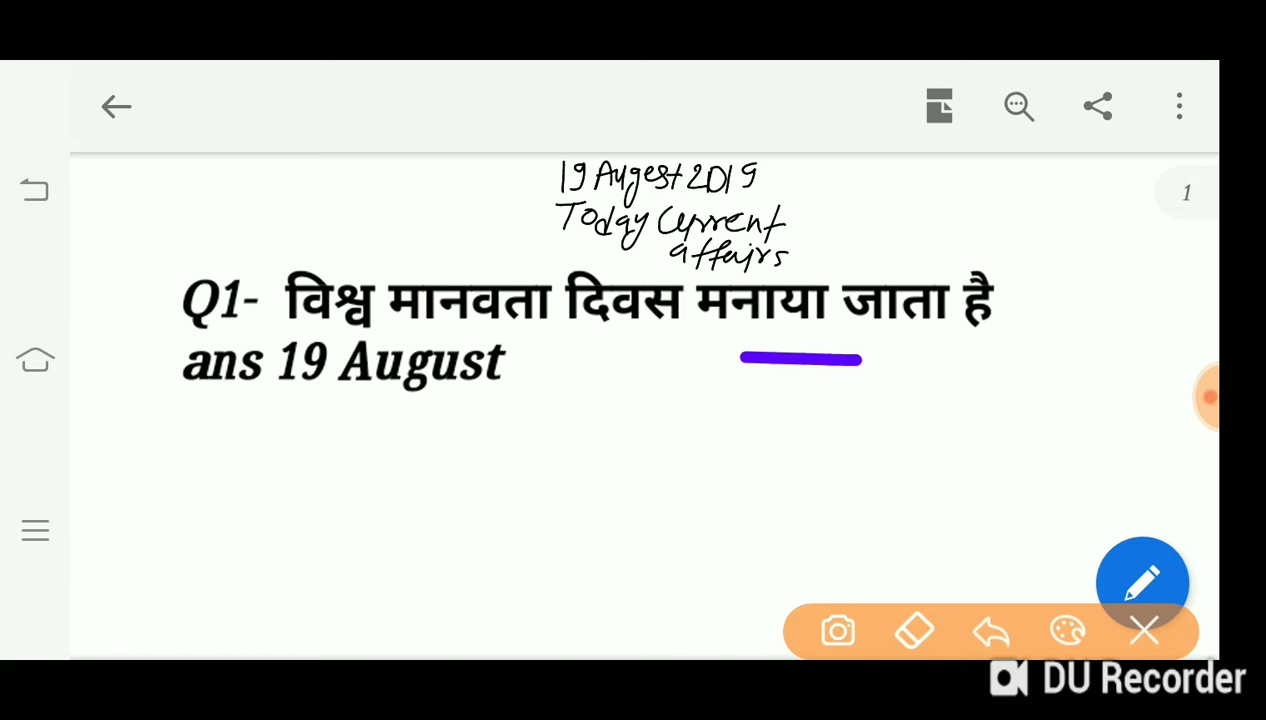 19 Augest 2019
Today Current
affairs
1
Q1- विश्व मानवता दिवस मनाया जाता है
ans 19 August
DU Recorder